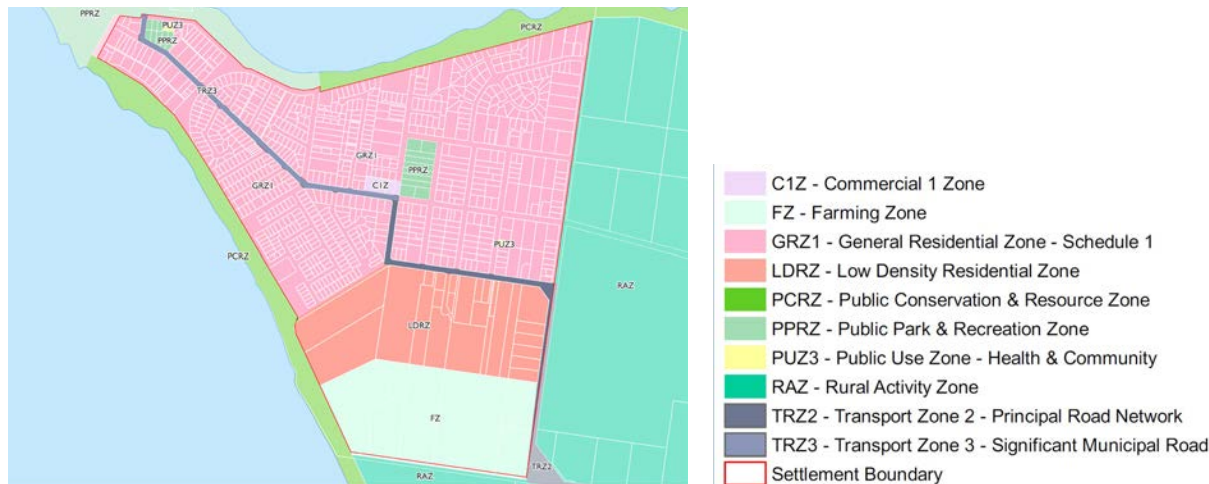 PPRZ
PUZ3
PPRZ
PCRZ
TRZ3
GRZ1
PPRZ
C1Z
GRZ1
PUZ3
PCRZ
RAZ
LDRZ
FZ
TRZ2
RAZ
C1Z - Commercial 1 Zone
FZ - Farming Zone
GRZ1 - General Residential Zone - Schedule 1
LDRZ - Low Density Residential Zone
PCRZ - Public Conservation & Resource Zone
PPRZ - Public Park & Recreation Zone
PUZ3 - Public Use Zone - Health & Community
RAZ - Rural Activity Zone
TRZ2 - Transport Zone 2 - Principal Road Network
TRZ3 - Transport Zone 3 - Significant Municipal Road
Settlement Boundary